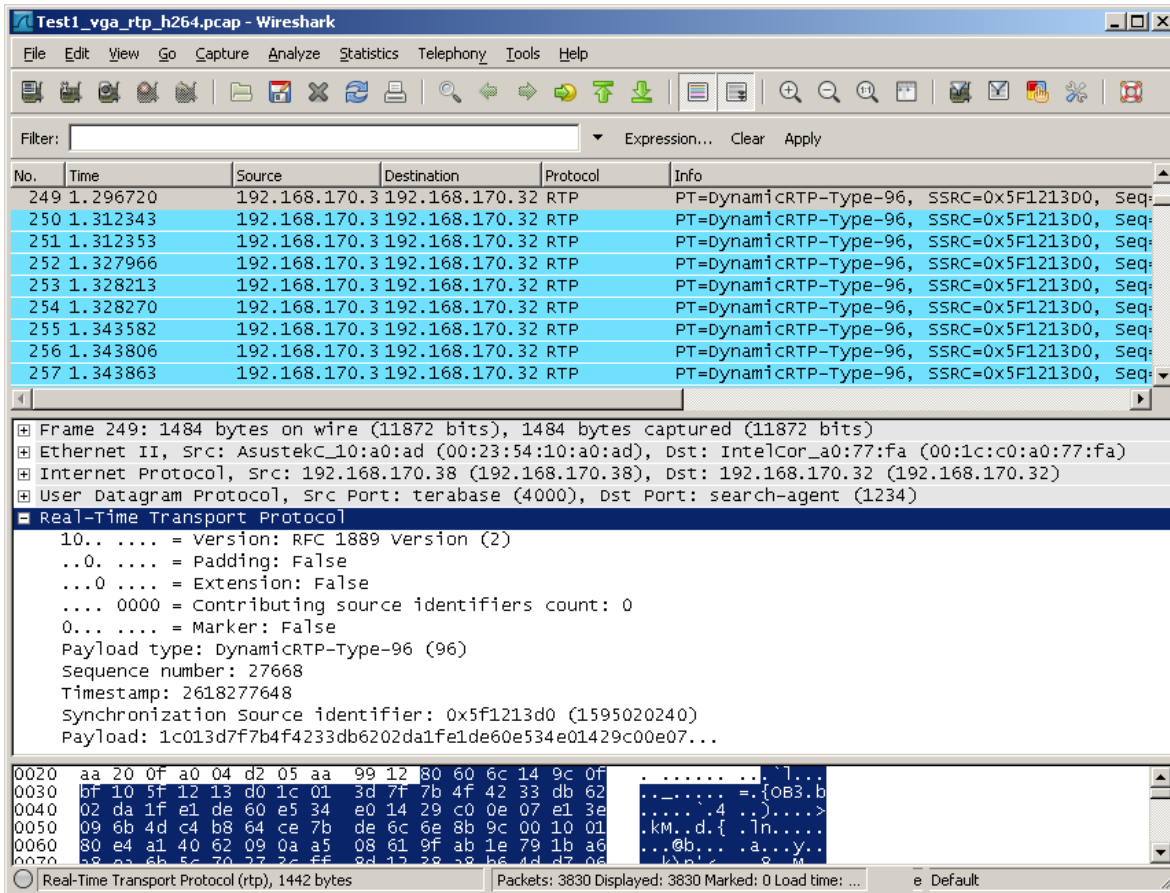 Test1_vga_rtp_h264.pcap - Wireshark
File Edit View Go Capture Analyze Statistics Telephony Tools Help
Filter: Expression... Clear Apply
No. Time Source Destination Protocol Info
249 1.296720 192.168.170.3 192.168.170.32 RTP PT=DynamicRTP-Type-96, SSRC=0x5F1213D0, Seq
250 1.312343 192.168.170.3 192.168.170.32 RTP PT=DynamicRTP-Type-96, SSRC=0x5F1213D0, Seq
251 1.312353 192.168.170.3 192.168.170.32 RTP PT=DynamicRTP-Type-96, SSRC=0x5F1213D0, Seq
252 1.327966 192.168.170.3 192.168.170.32 RTP PT=DynamicRTP-Type-96, SSRC=0x5F1213D0, Seq
253 1.328213 192.168.170.3 192.168.170.32 RTP PT=DynamicRTP-Type-96, SSRC=0x5F1213D0, Seq
254 1.328270 192.168.170.3 192.168.170.32 RTP PT=DynamicRTP-Type-96, SSRC=0x5F1213D0, Seq
255 1.343582 192.168.170.3 192.168.170.32 RTP PT=DynamicRTP-Type-96, SSRC=0x5F1213D0, Seq
256 1.343806 192.168.170.3 192.168.170.32 RTP PT=DynamicRTP-Type-96, SSRC=0x5F1213D0, Seq
257 1.343863 192.168.170.3 192.168.170.32 RTP PT=DynamicRTP-Type-96, SSRC=0x5F1213D0, Seq
Frame 249: 1484 bytes on wire (11872 bits), 1484 bytes captured (11872 bits)
Ethernet II, Src: AsustekC_10:a0:ad (00:23:54:10:a0:ad), Dst: IntelCor_a0:77:fa (00:1c:c0:a0:77:fa)
Internet Protocol, Src: 192.168.170.38 (192.168.170.38), Dst: 192.168.170.32 (192.168.170.32)
User Datagram Protocol, Src Port: terabase (4000), Dst Port: search-agent (1234)
Real-Time Transport Protocol
10.. .... = Version: RFC 1889 Version (2)
..0. .... = Padding: False
...0 .... = Extension: False
.... 0000 = Contributing source identifiers count: 0
0... .... = Marker: False
Payload type: DynamicRTP-Type-96 (96)
Sequence number: 27668
Timestamp: 2618277648
Synchronization Source identifier: 0x5f1213d0 (1595020240)
Payload: 1c013d7f7b4f4233db6202da1fe1de60e534e01429c00e07...
0020 aa 20 0f a0 04 d2 05 aa 99 12 80 60 6c 14 9c 0f . ...... ...`l...
0030 bf 10 5f 12 13 d0 1c 01 3d 7f 7b 4f 42 33 db 62 .._..... =.{OB3.b
0040 02 da 1f e1 de 60 e5 34 e0 14 29 c0 0e 07 e1 3e .....`.4 ..)....>
0050 09 6b 4d c4 b8 64 ce 7b de 6c 6e 8b 9c 00 10 01 .kM..d.{ .ln.....
0060 80 e4 a1 40 62 09 0a a5 08 61 9f ab 1e 79 1b a6 ...@b... .a...y..
Real-Time Transport Protocol (rtp), 1442 bytes Packets: 3830 Displayed: 3830 Marked: 0 Load time: ... e Default